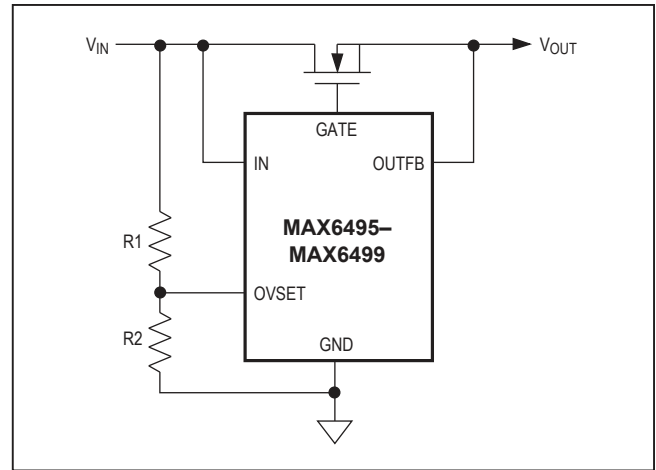 VIN
VOUT
GATE
IN
OUTFB
MAX6495–
MAX6499
R1
OVSET
R2
GND